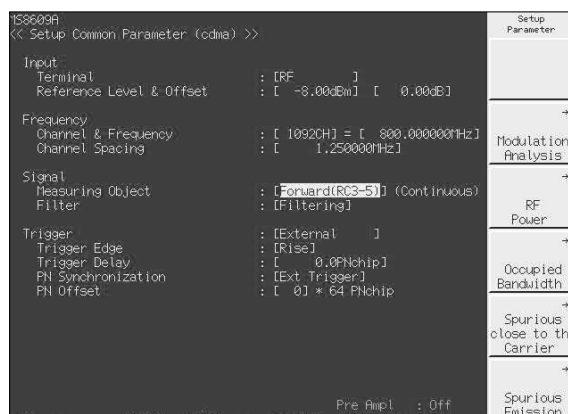 MS8609A
<< Setup Common Parameter (cdma) >>
Input
Terminal : [RF ]
Reference Level & Offset : [ -8.00dBm] [ 0.00dB]
Frequency
Channel & Frequency : [ 1092CH] = [ 800.000000MHz]
Channel Spacing : [ 1.250000MHz]
Signal
Measuring Object : [Forward(RC3-5)] (Continuous)
Filter : [Filtering]
Trigger : [External ]
Trigger Edge : [Rise]
Trigger Delay : [ 0.0PNchip]
PN Synchronization : [Ext Trigger]
PN Offset : [ 0] * 64 PNchip
Pre Ampl : Off
Setup
Parameter
→
Modulation
Analysis
→
RF
Power
→
Occupied
Bandwidth
→
Spurious
close to th
Carrier
→
Spurious
Emission